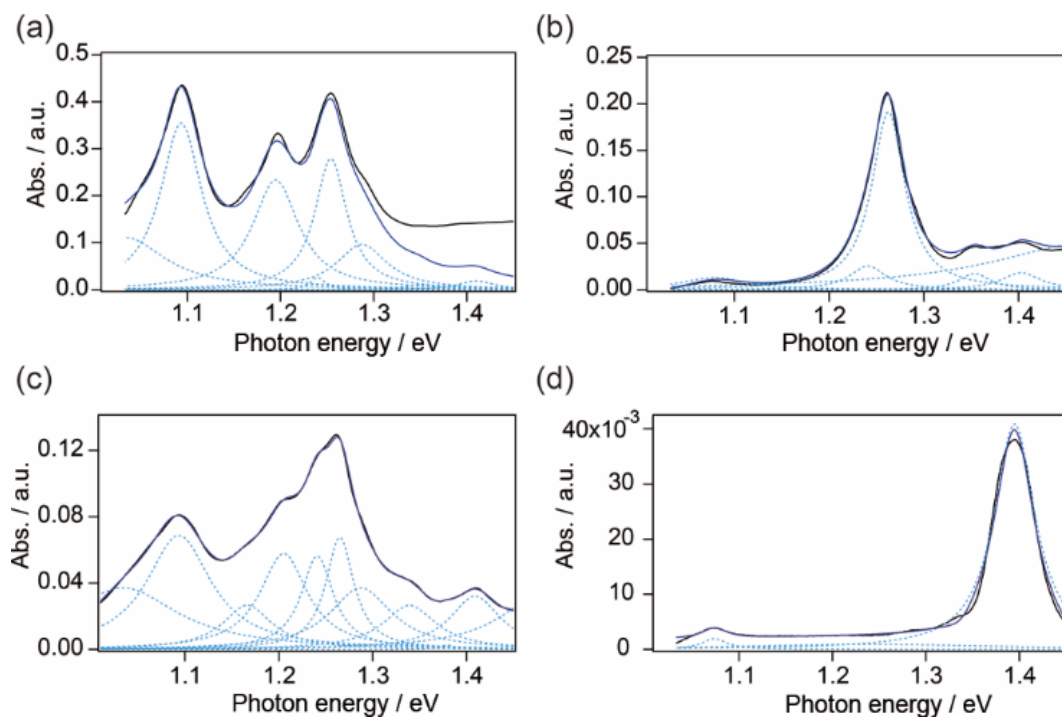 (a)
Abs. / a.u.
0.5
0.4
0.3
0.2
0.1
0.0
1.1 1.2 1.3 1.4
Photon energy / eV
(b)
Abs. / a.u.
0.25
0.20
0.15
0.10
0.05
0.00
1.1 1.2 1.3 1.4
Photon energy / eV
(c)
Abs. / a.u.
0.12
0.08
0.04
0.00
1.1 1.2 1.3 1.4
Photon energy / eV
(d)
Abs. / a.u.
40x10⁻³
30
20
10
0
1.1 1.2 1.3 1.4
Photon energy / eV